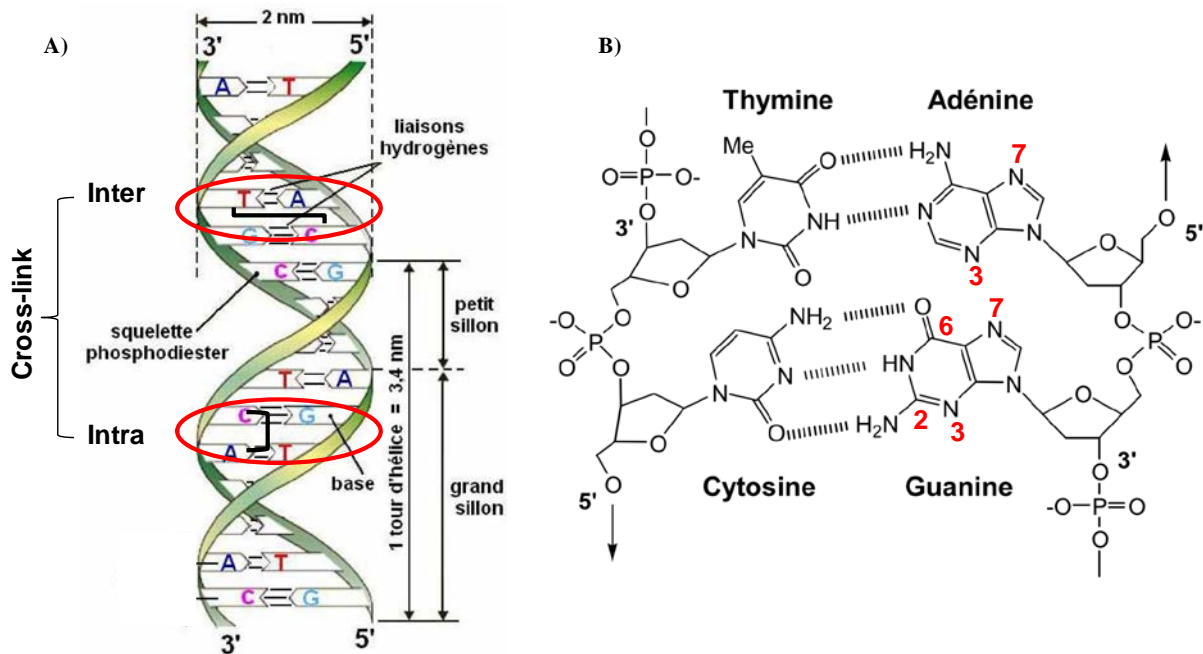 A)
2 nm
3'
5'
A
T
liaisons
hydrogènes
Inter
T
A
G
C
C
G
Cross-link
squelette
phosphodiester
petit
sillon
1 tour d'hélice = 3,4 nm
T
A
Intra
C
G
A
T
base
grand
sillon
A
T
C
G
3'
5'
B)
Thymine
Adénine
O
P
O-
O
O
3'
Me
O
NH
N
O
O
H2N
7
N
N
N
N
3
O
O
5'
O
-O
P
O
O
NH2
N
N
O
O
O
7
6
N
HN
N
H2N
N
2
3
O
O
P
O-
O
O
3'
O
-O
P
O
O
O
5'
Cytosine
Guanine